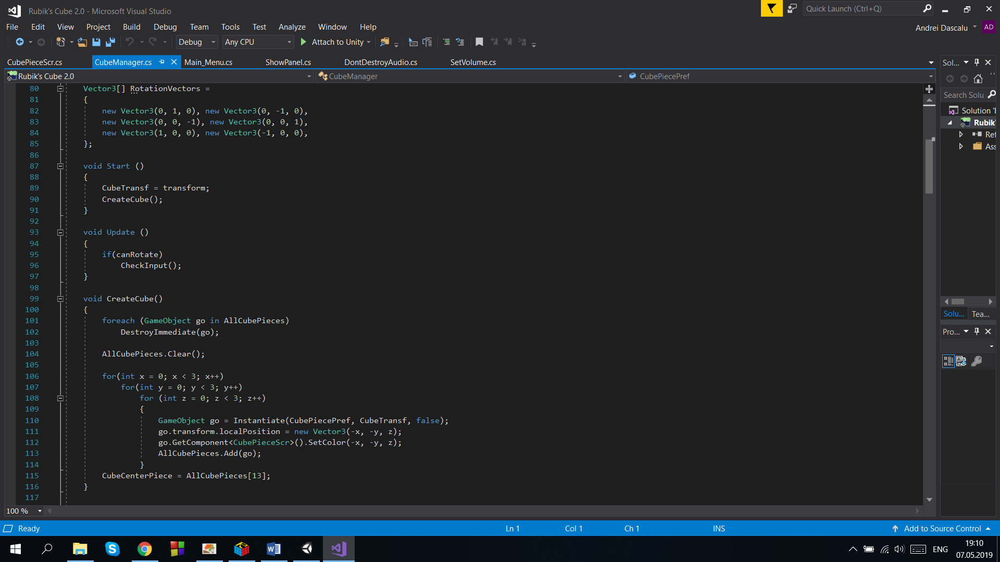 Rubik's Cube 2.0 - Microsoft Visual Studio
Quick Launch (Ctrl+Q)
File Edit View Project Build Debug Team Tools Test Analyze Window Help
Andrei Dascalu AD
Debug Any CPU Attach to Unity
CubePieceScr.cs CubeManager.cs Main_Menu.cs ShowPanel.cs DontDestroyAudio.cs SetVolume.cs
Rubik's Cube 2.0 CubeManager CubePiecePref
80 Vector3[] RotationVectors =
81 {
82 new Vector3(0, 1, 0), new Vector3(0, -1, 0),
83 new Vector3(0, 0, -1), new Vector3(0, 0, 1),
84 new Vector3(1, 0, 0), new Vector3(-1, 0, 0),
85 };
86
87 void Start ()
88 {
89 CubeTransf = transform;
90 CreateCube();
91 }
92
93 void Update ()
94 {
95 if(canRotate)
96 CheckInput();
97 }
98
99 void CreateCube()
100 {
101 foreach (GameObject go in AllCubePieces)
102 DestroyImmediate(go);
103
104 AllCubePieces.Clear();
105
106 for(int x = 0; x < 3; x++)
107 for(int y = 0; y < 3; y++)
108 for (int z = 0; z < 3; z++)
109 {
110 GameObject go = Instantiate(CubePiecePref, CubeTransf, false);
111 go.transform.localPosition = new Vector3(-x, -y, z);
112 go.GetComponent<CubePieceScr>().SetColor(-x, -y, z);
113 AllCubePieces.Add(go);
114 }
115 CubeCenterPiece = AllCubePieces[13];
116 }
117
100 %
Sol...
Search Solu
Solution '
Rubik'
Ref
Ass
Solu... Tea...
Pro...
Ready Ln 1 Col 1 Ch 1 INS Add to Source Control
ENG
19:10
07.05.2019